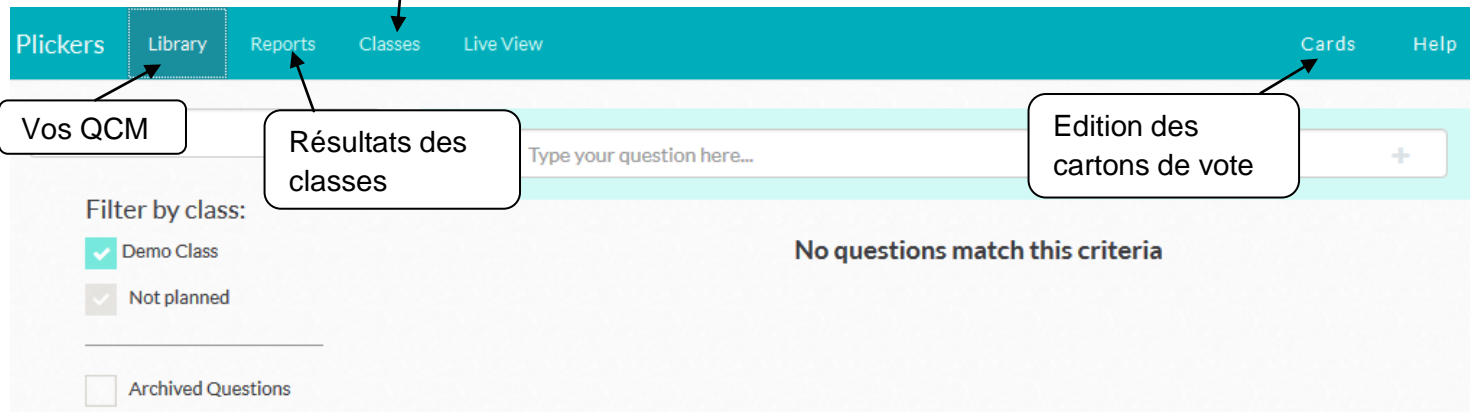 Plickers Library Reports Classes Live View Cards Help
Vos QCM
Résultats des
classes
Edition des
cartons de vote
Type your question here...
+
Filter by class:
Demo Class
Not planned
No questions match this criteria
Archived Questions